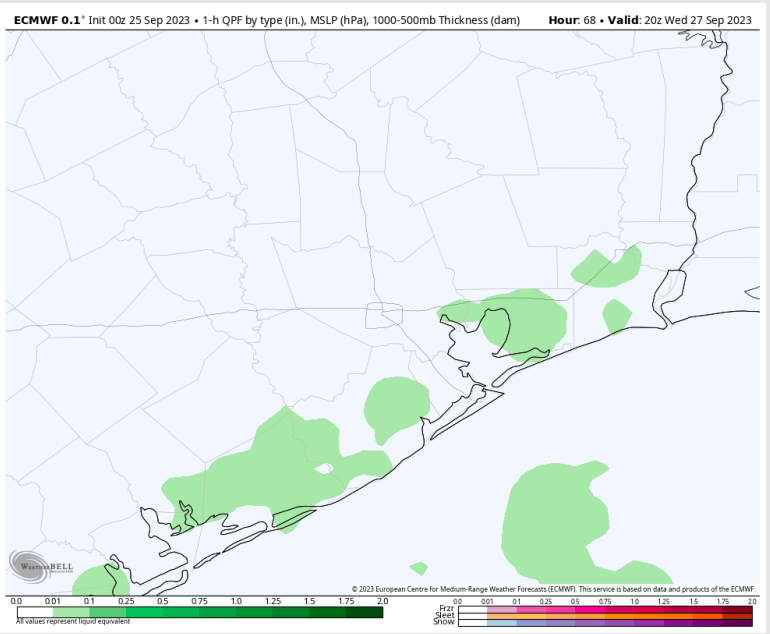 ECMWF 0.1° Init 00z 25 Sep 2023 • 1-h QPF by type (in.), MSLP (hPa), 1000-500mb Thickness (dam) Hour: 68 • Valid: 20z Wed 27 Sep 2023
WEATHERBELL
© 2023 European Centre for Medium-Range Weather Forecasts (ECMWF). This service is based on data and products of the ECMWF.
0.0 0.01 0.1 0.25 0.5 0.75 1.0 1.25 1.5 1.75 2.0
All values represent liquid equivalent
0.0 0.01 0.1 0.25 0.5 0.75 1.0 1.25 1.5 1.75 2.0
Frzr
Sleet
Snow